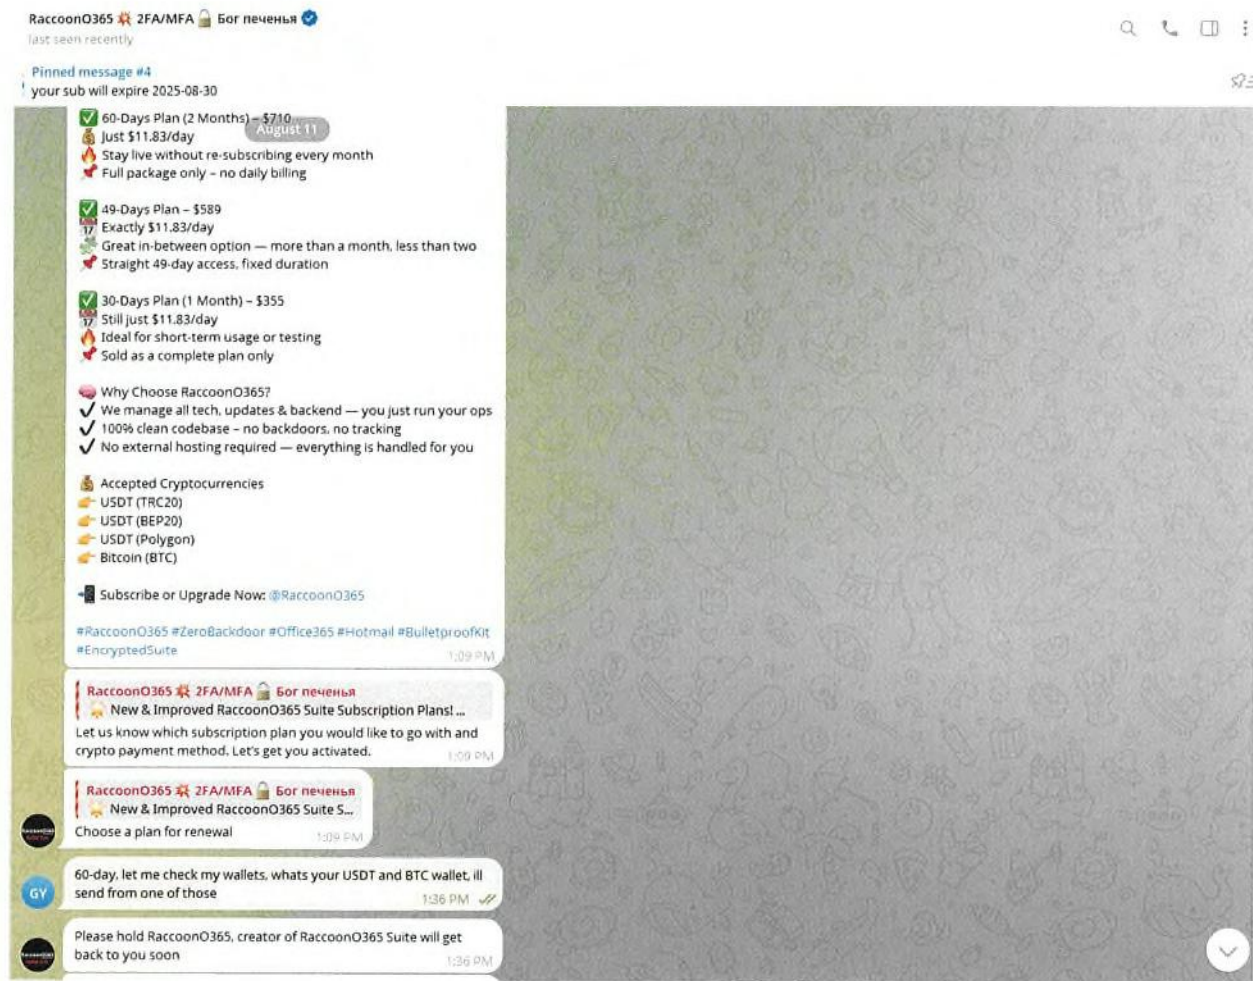 RaccoonO365 💥 2FA/MFA 🔒 Бог печенья
last seen recently
Pinned message #4
your sub will expire 2025-08-30
✅ 60-Days Plan (2 Months) – $710
August 11
💰 Just $11.83/day
🔥 Stay live without re-subscribing every month
📌 Full package only – no daily billing
✅ 49-Days Plan – $589
📅 Exactly $11.83/day
🧩 Great in-between option — more than a month, less than two
📌 Straight 49-day access, fixed duration
✅ 30-Days Plan (1 Month) – $355
📅 Still just $11.83/day
🔥 Ideal for short-term usage or testing
📌 Sold as a complete plan only
🧠 Why Choose RaccoonO365?
✔ We manage all tech, updates & backend — you just run your ops
✔ 100% clean codebase – no backdoors, no tracking
✔ No external hosting required — everything is handled for you
💰 Accepted Cryptocurrencies
👉 USDT (TRC20)
👉 USDT (BEP20)
👉 USDT (Polygon)
👉 Bitcoin (BTC)
📲 Subscribe or Upgrade Now: @RaccoonO365
#RaccoonO365 #ZeroBackdoor #Office365 #Hotmail #BulletproofKit
#EncryptedSuite
1:09 PM
RaccoonO365 💥 2FA/MFA 🔒 Бог печенья
New & Improved RaccoonO365 Suite Subscription Plans! ...
Let us know which subscription plan you would like to go with and
crypto payment method. Let's get you activated.
1:09 PM
RaccoonO365 💥 2FA/MFA 🔒 Бог печенья
New & Improved RaccoonO365 Suite S...
Choose a plan for renewal
1:09 PM
GY
60-day, let me check my wallets, whats your USDT and BTC wallet, ill
send from one of those
1:36 PM
Please hold RaccoonO365, creator of RaccoonO365 Suite will get
back to you soon
1:36 PM